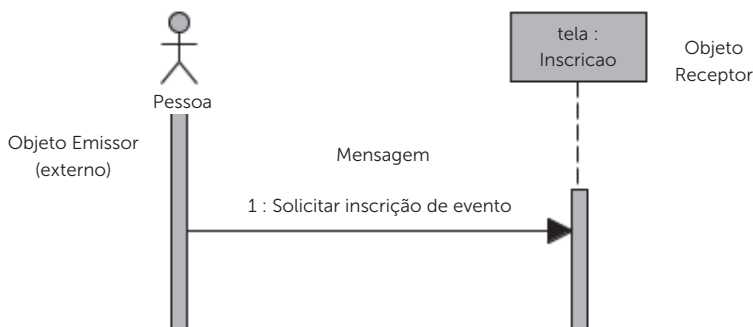 tela :
Inscricao
Objeto
Receptor
Pessoa
Objeto Emissor
(externo)
Mensagem
1 : Solicitar inscrição de evento